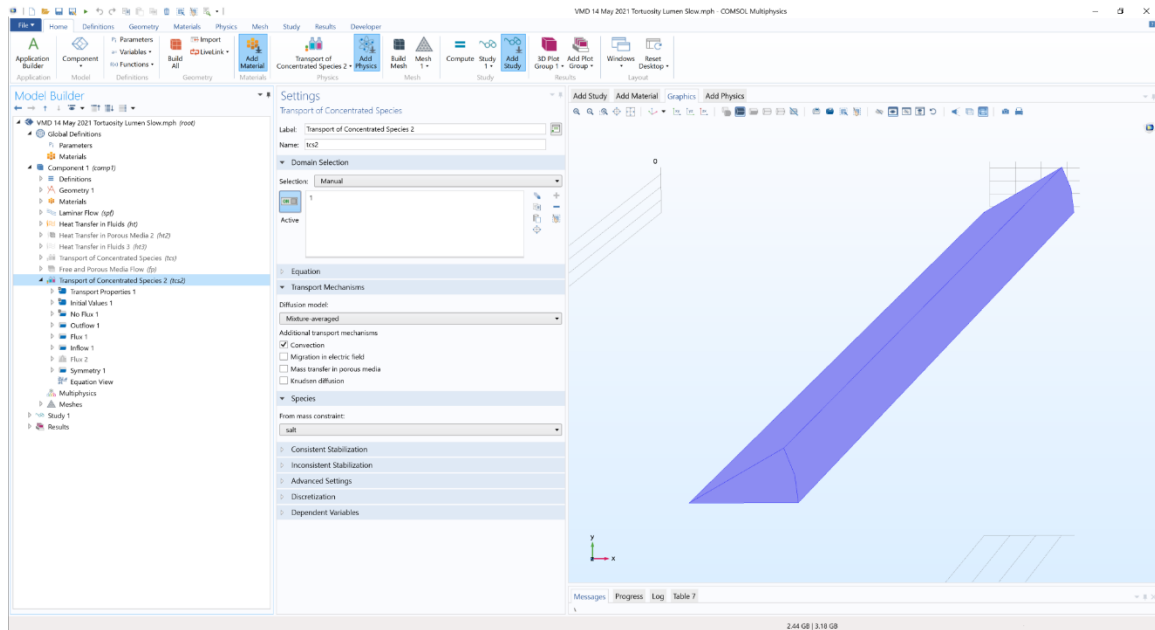 VMD 14 May 2021 Tortuosity Lumen Slow.mph - COMSOL Multiphysics
File Home Definitions Geometry Materials Physics Mesh Study Results Developer
Application Builder
Component
Pi Parameters
a= Variables
f(x) Functions
Build All
Import
LiveLink
Add Material
Transport of Concentrated Species 2
Add Physics
Build Mesh
Mesh 1
Compute
Study 1
Add Study
3D Plot Group 1
Add Plot Group
Windows
Reset Desktop
Application Model Definitions Geometry Materials Physics Mesh Study Results Layout
Model Builder
VMD 14 May 2021 Tortuosity Lumen Slow.mph (root)
Global Definitions
Pi Parameters
Materials
Component 1 (comp1)
Definitions
Geometry 1
Materials
Laminar Flow (spf)
Heat Transfer in Fluids (ht)
Heat Transfer in Porous Media 2 (ht2)
Heat Transfer in Fluids 3 (ht3)
Transport of Concentrated Species (tcs)
Free and Porous Media Flow (fp)
Transport of Concentrated Species 2 (tcs2)
Transport Properties 1
Initial Values 1
No Flux 1
Outflow 1
Flux 1
Inflow 1
Flux 2
Symmetry 1
Equation View
Multiphysics
Meshes
Study 1
Results
Settings
Transport of Concentrated Species 2
Label: Transport of Concentrated Species 2
Name: tcs2
Domain Selection
Selection: Manual
1
Active
Equation
Transport Mechanisms
Diffusion model:
Mixture-averaged
Additional transport mechanisms
Convection
Migration in electric field
Mass transfer in porous media
Knudsen diffusion
Species
From mass constraint:
salt
Consistent Stabilization
Inconsistent Stabilization
Advanced Settings
Discretization
Dependent Variables
Add Study Add Material Graphics Add Physics
0
y
x
Messages Progress Log Table 7
2.44 GB | 3.18 GB